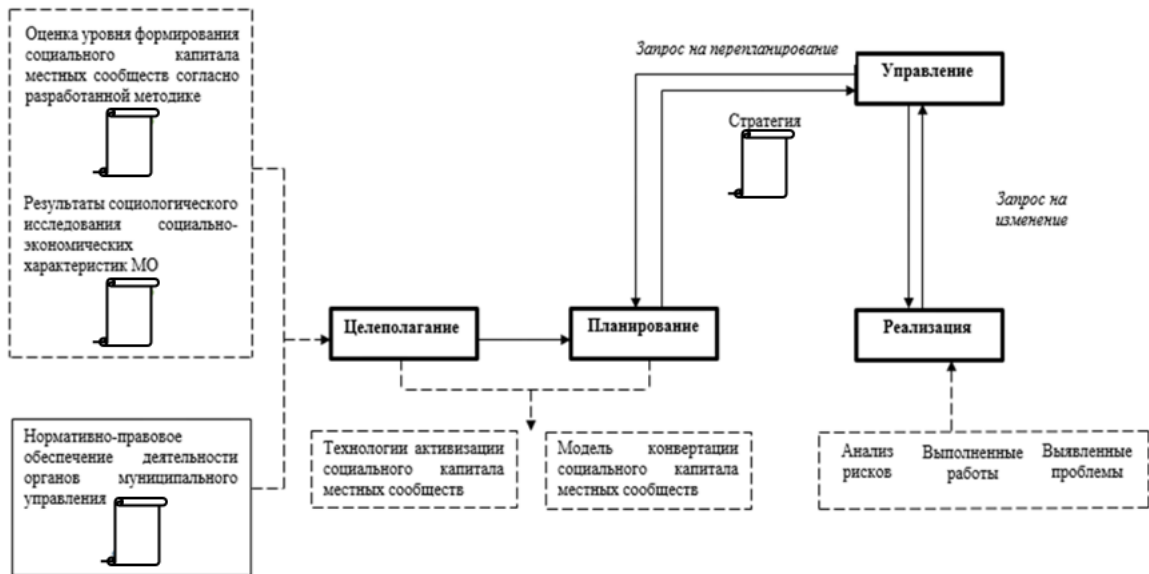 Оценка уровня формирования
социального капитала
местных сообществ согласно
разработанной методике
Результаты социологического
исследования социально-
экономических
характеристик МО
Нормативно-правовое
обеспечение деятельности
органов муниципального
управления
Целеполагание
Планирование
Технологии активизации
социального капитала
местных сообществ
Модель конвертации
социального капитала
местных сообществ
Запрос на перепланирование
Стратегия
Управление
Запрос на
изменение
Реализация
Анализ
рисков
Выполненные
работы
Выявленные
проблемы